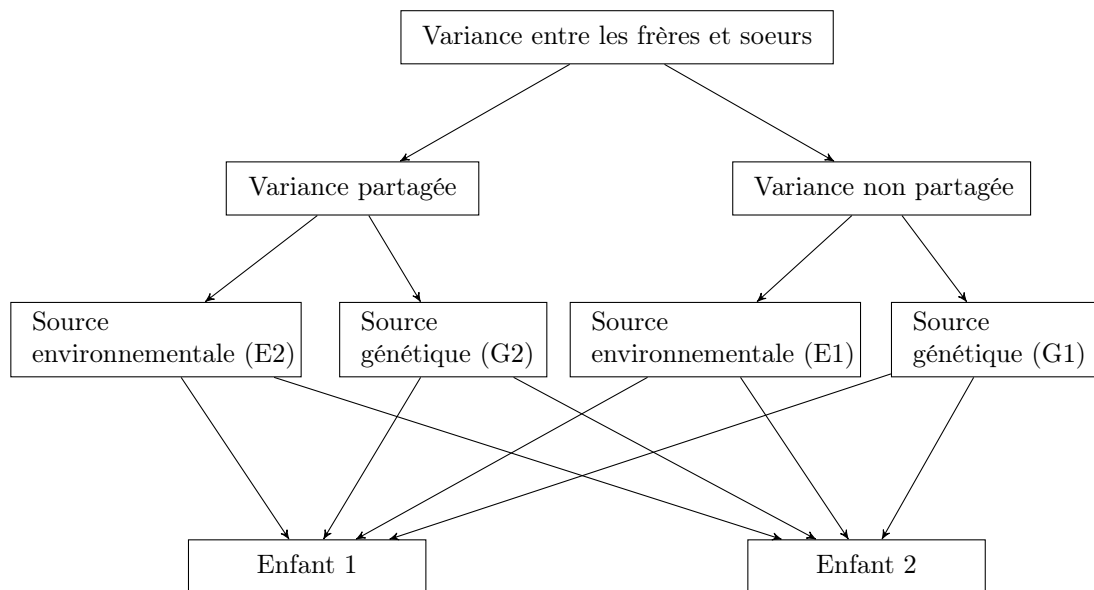 Variance entre les frères et soeurs
Variance partagée
Variance non partagée
Source
environnementale (E2)
Source
génétique (G2)
Source
environnementale (E1)
Source
génétique (G1)
Enfant 1
Enfant 2